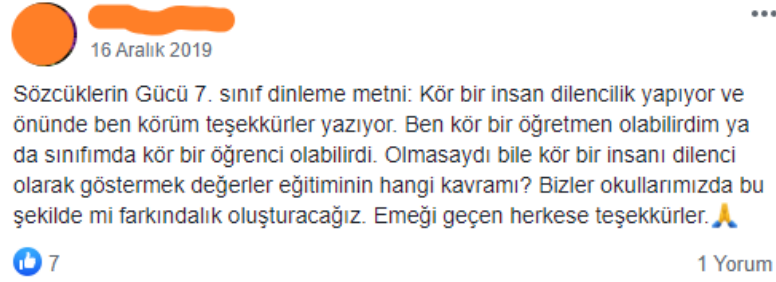 16 Aralık 2019
Sözcüklerin Gücü 7. sınıf dinleme metni: Kör bir insan dilencilik yapıyor ve
önünde ben körüm teşekkürler yazıyor. Ben kör bir öğretmen olabilirdim ya
da sınıfımda kör bir öğrenci olabilirdi. Olmasaydı bile kör bir insanı dilenci
olarak göstermek değerler eğitiminin hangi kavramı? Bizler okullarımızda bu
şekilde mi farkındalık oluşturacağız. Emeği geçen herkese teşekkürler.🙏
7
1 Yorum